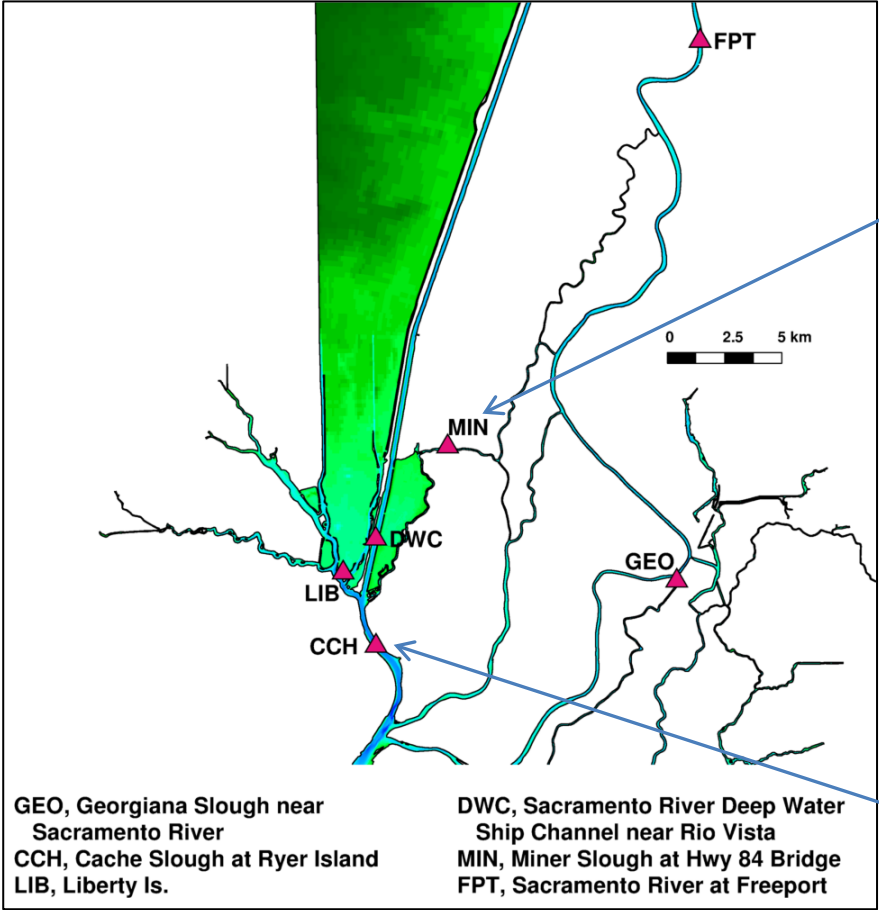 FPT
0 2.5 5 km
MIN
DWC
GEO
LIB
CCH
GEO, Georgiana Slough near
Sacramento River
CCH, Cache Slough at Ryer Island
LIB, Liberty Is.
DWC, Sacramento River Deep Water
Ship Channel near Rio Vista
MIN, Miner Slough at Hwy 84 Bridge
FPT, Sacramento River at Freeport